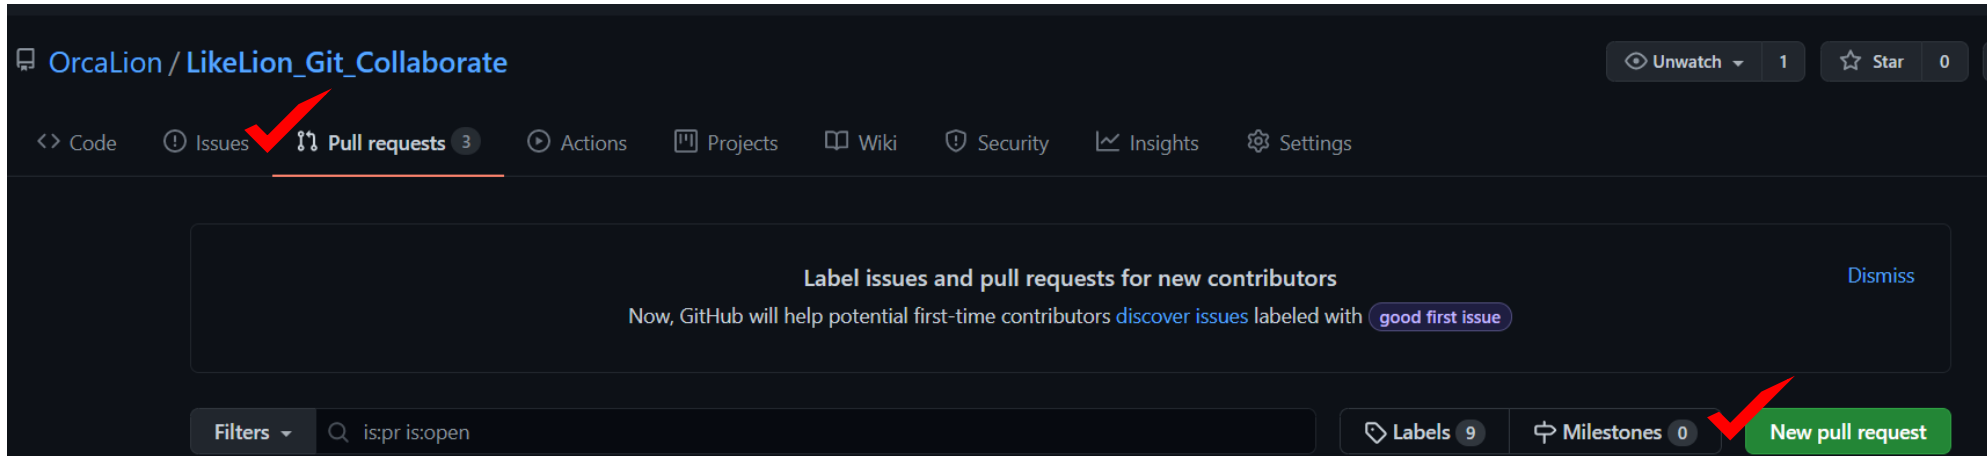 OrcaLion / LikeLion_Git_Collaborate
Unwatch 1 Star 0
Code Issues Pull requests 3 Actions Projects Wiki Security Insights Settings
Label issues and pull requests for new contributors
Dismiss
Now, GitHub will help potential first-time contributors discover issues labeled with good first issue
Filters is:pr is:open Labels 9 Milestones 0 New pull request